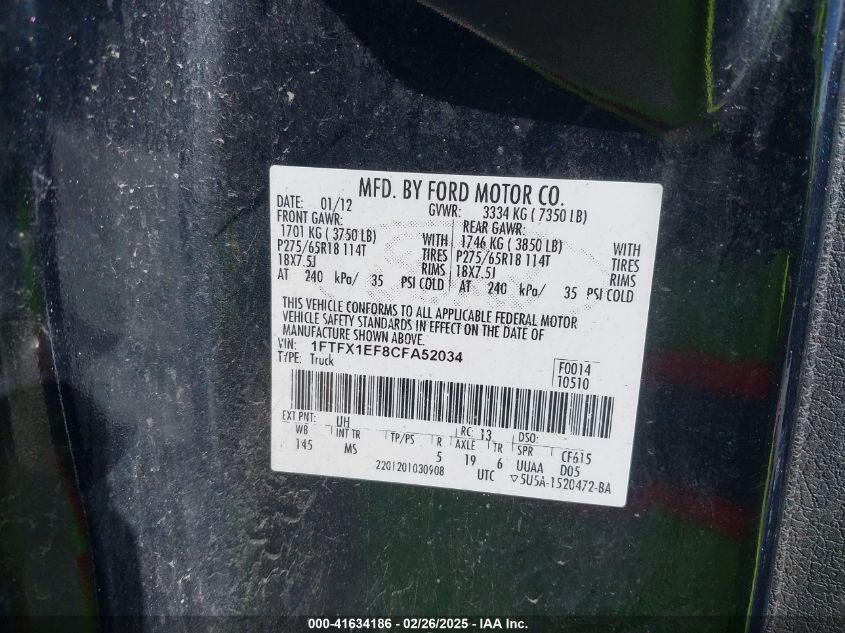 MFD. BY FORD MOTOR CO.
DATE: 01/12 GVWR: 3334 KG ( 7350 LB)
FRONT GAWR: REAR GAWR:
1701 KG ( 3750 LB) WITH 1746 KG ( 3850 LB) WITH
P275/65R18 114T TIRES P275/65R18 114T TIRES
18X7.5J RIMS 18X7.5J RIMS
AT 240 kPa/ 35 PSI COLD AT 240 kPa/ 35 PSI COLD
THIS VEHICLE CONFORMS TO ALL APPLICABLE FEDERAL MOTOR
VEHICLE SAFETY STANDARDS IN EFFECT ON THE DATE OF
MANUFACTURE SHOWN ABOVE.
VIN: 1FTFX1EF8CFA52034
TYPE: Truck
F0014
T0510
EXT PNT: UH RC: 13 DSO:
WB INT TR TP/PS R AXLE TR SPR CF615
145 MS 5 19 6 UUAA D05
2201201030908 UTC ▽5U5A-1520472-BA
000-41634186 - 02/26/2025 - IAA Inc.